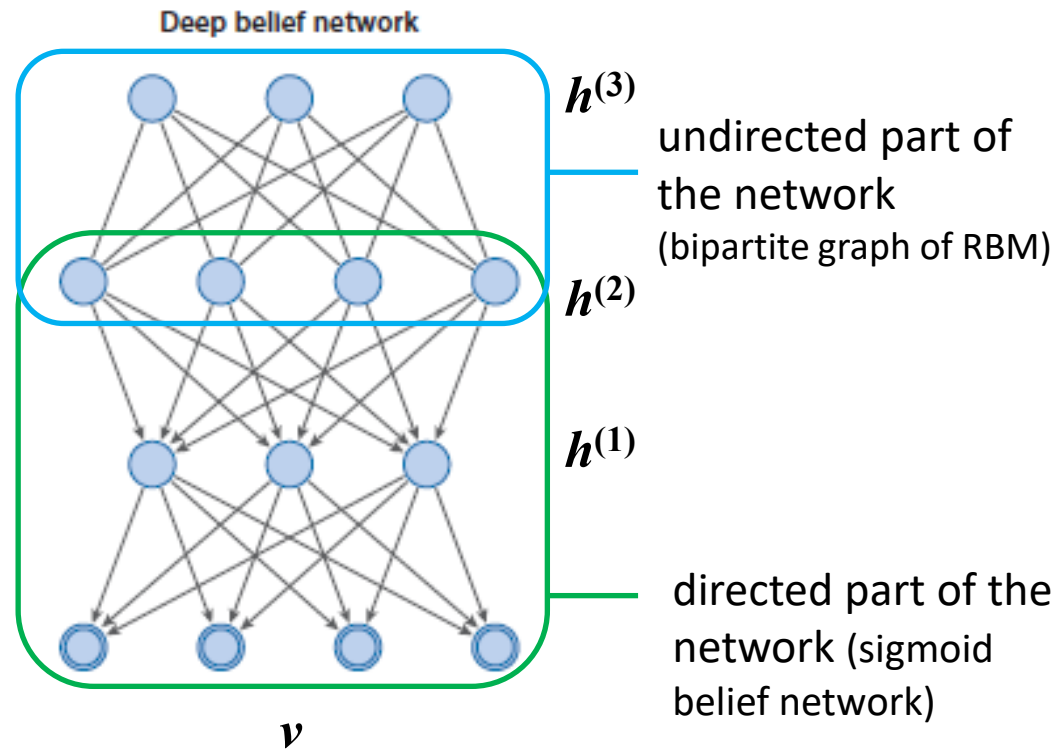 Deep belief network
h(3)
undirected part of
the network
(bipartite graph of RBM)
h(2)
h(1)
directed part of the
network (sigmoid
belief network)
v